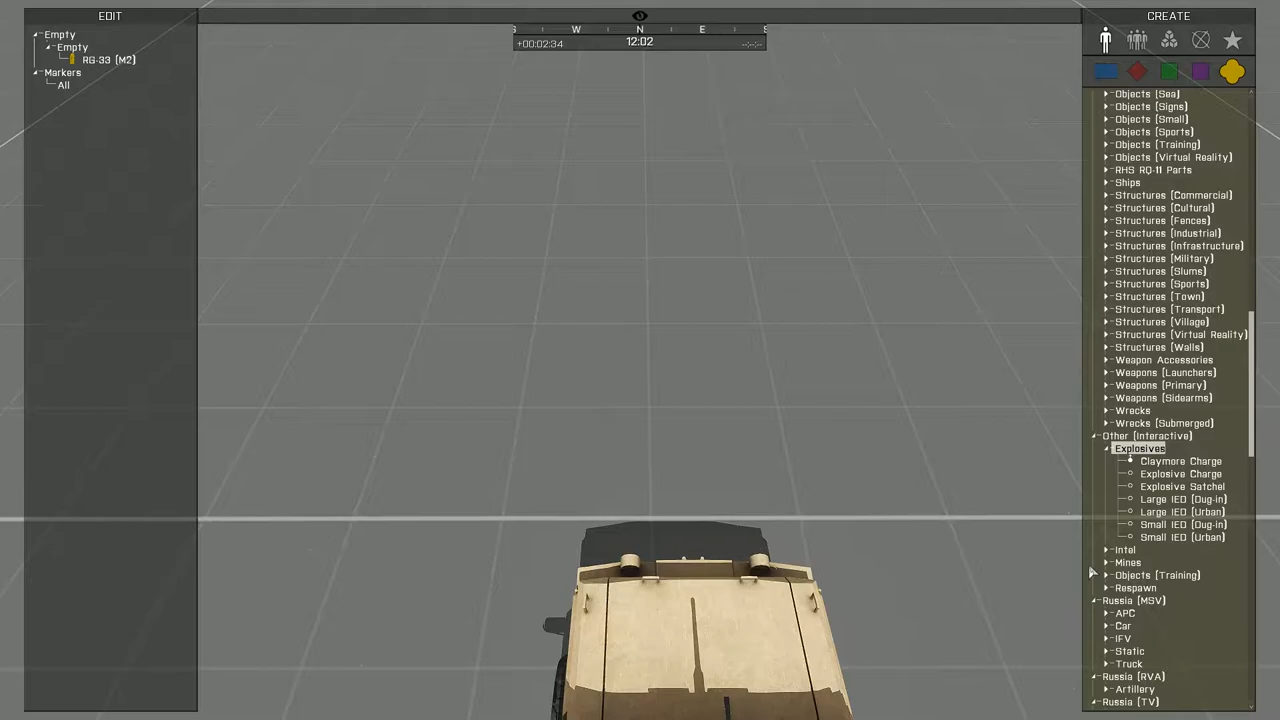 EDIT
Empty
Empty
RG-33 (M2)
Markers
All
S W N E S
+00:02:34 12:02 --:--:--
CREATE
Objects (Sea)
Objects (Signs)
Objects (Small)
Objects (Sports)
Objects (Training)
Objects (Virtual Reality)
RHS RQ-11 Parts
Ships
Structures (Commercial)
Structures (Cultural)
Structures (Fences)
Structures (Industrial)
Structures (Infrastructure)
Structures (Military)
Structures (Slums)
Structures (Sports)
Structures (Town)
Structures (Transport)
Structures (Village)
Structures (Virtual Reality)
Structures (Walls)
Weapon Accessories
Weapons (Launchers)
Weapons (Primary)
Weapons (Sidearms)
Wrecks
Wrecks (Submerged)
Other (Interactive)
Explosives
Claymore Charge
Explosive Charge
Explosive Satchel
Large IED (Dug-in)
Large IED (Urban)
Small IED (Dug-in)
Small IED (Urban)
Intel
Mines
Objects (Training)
Respawn
Russia (MSV)
APC
Car
IFV
Static
Truck
Russia (RVA)
Artillery
Russia (TV)